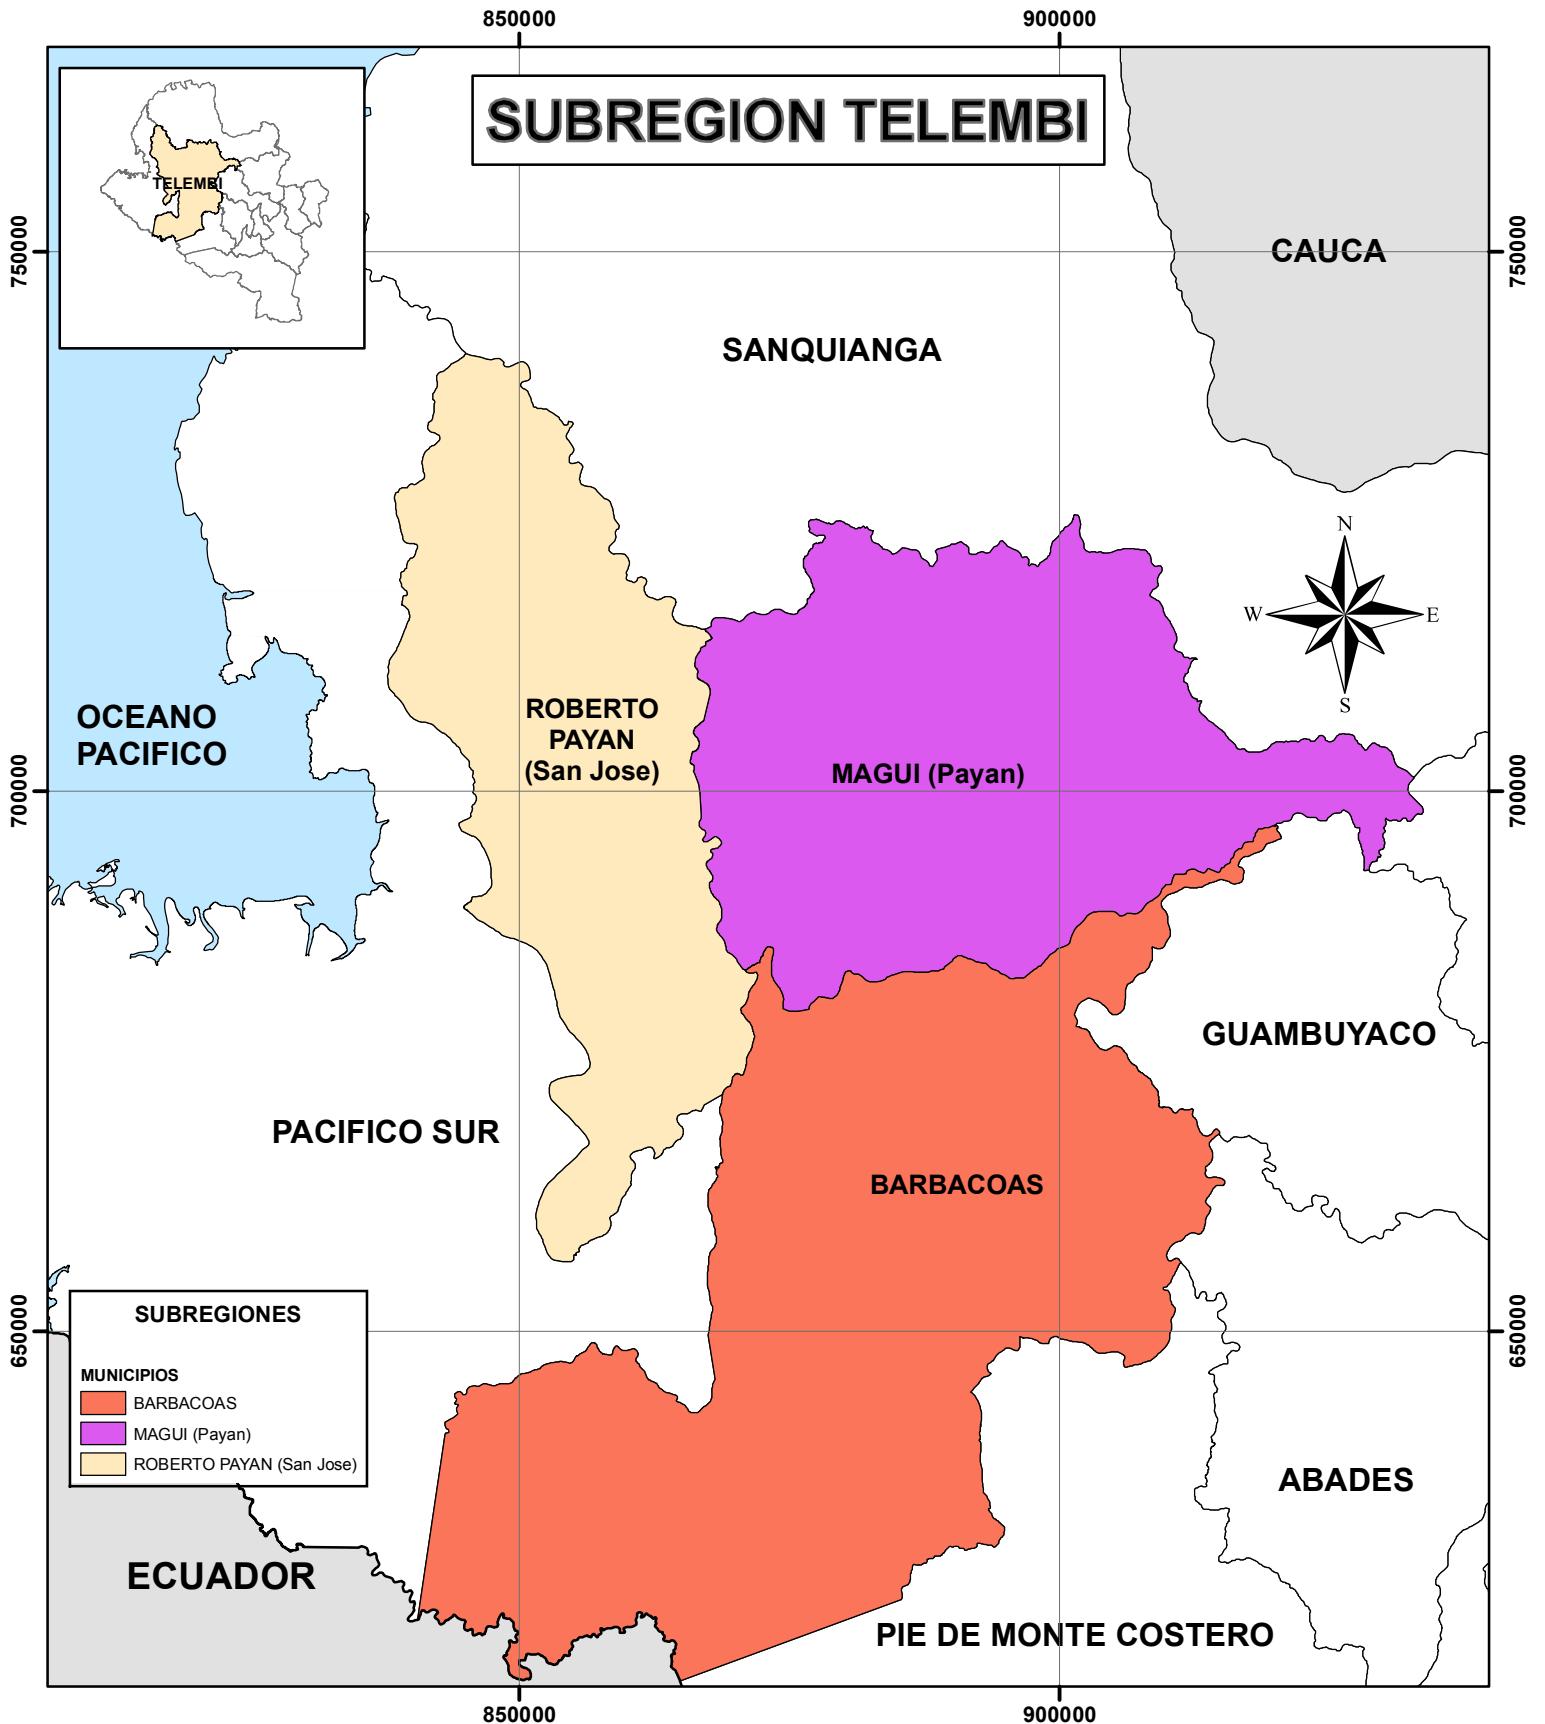 850000
900000
SUBREGION TELEMBI
TELEMBI
750000
CAUCA
750000
SANQUIANGA
N
W
E
S
ROBERTO
PAYAN
(San Jose)
OCEANO
PACIFICO
MAGUI (Payan)
700000
700000
GUAMBUYACO
PACIFICO SUR
BARBACOAS
650000
650000
SUBREGIONES
MUNICIPIOS
BARBACOAS
MAGUI (Payan)
ROBERTO PAYAN (San Jose)
ABADES
ECUADOR
PIE DE MONTE COSTERO
850000
900000